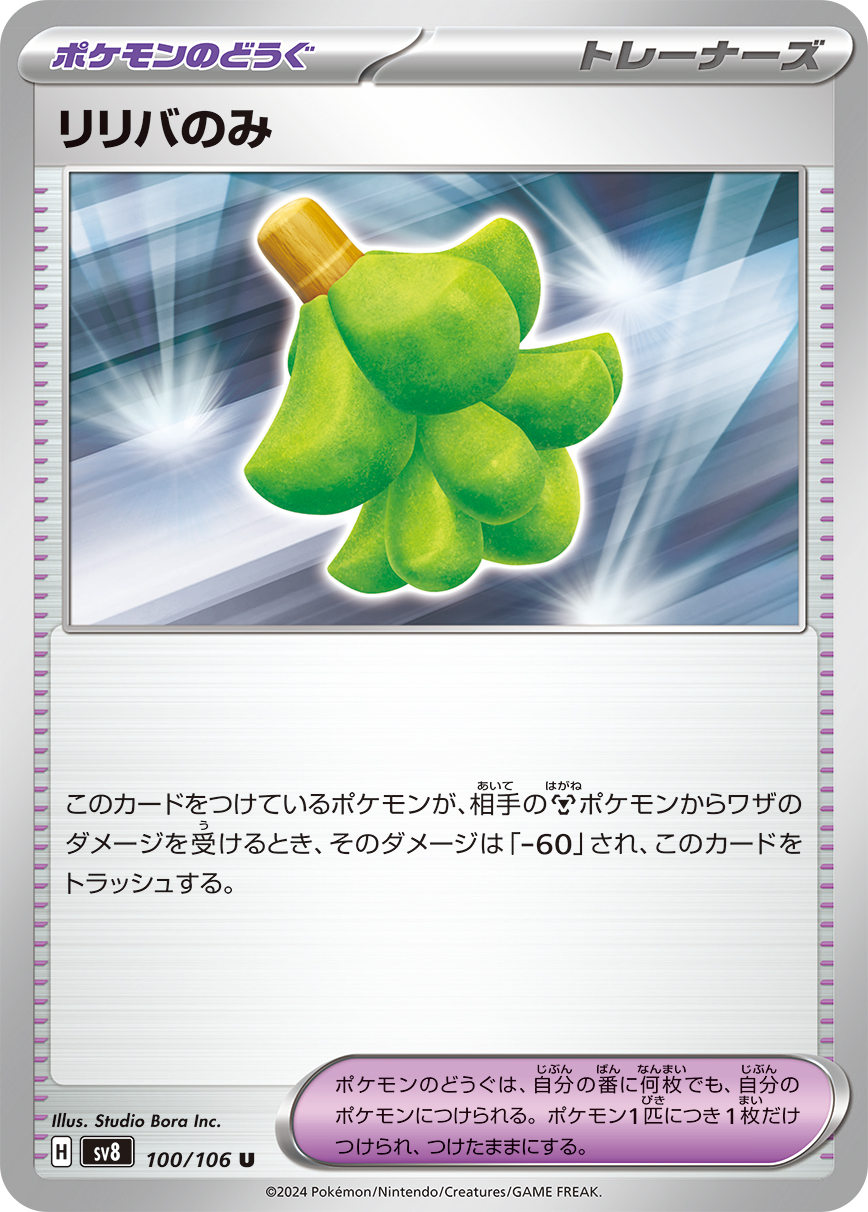 ポケモンのどうぐ トレーナーズ
リリバのみ
このカードをつけているポケモンが、相手のポケモンからワザの
ダメージを受けるとき、そのダメージは「-60」され、このカードを
トラッシュする。
ポケモンのどうぐは、自分の番に何枚でも、自分の
ポケモンにつけられる。ポケモン1匹につき1枚だけ
つけられ、つけたままにする。
Illus. Studio Bora Inc.
H sv8 100/106 U
©2024 Pokémon/Nintendo/Creatures/GAME FREAK.